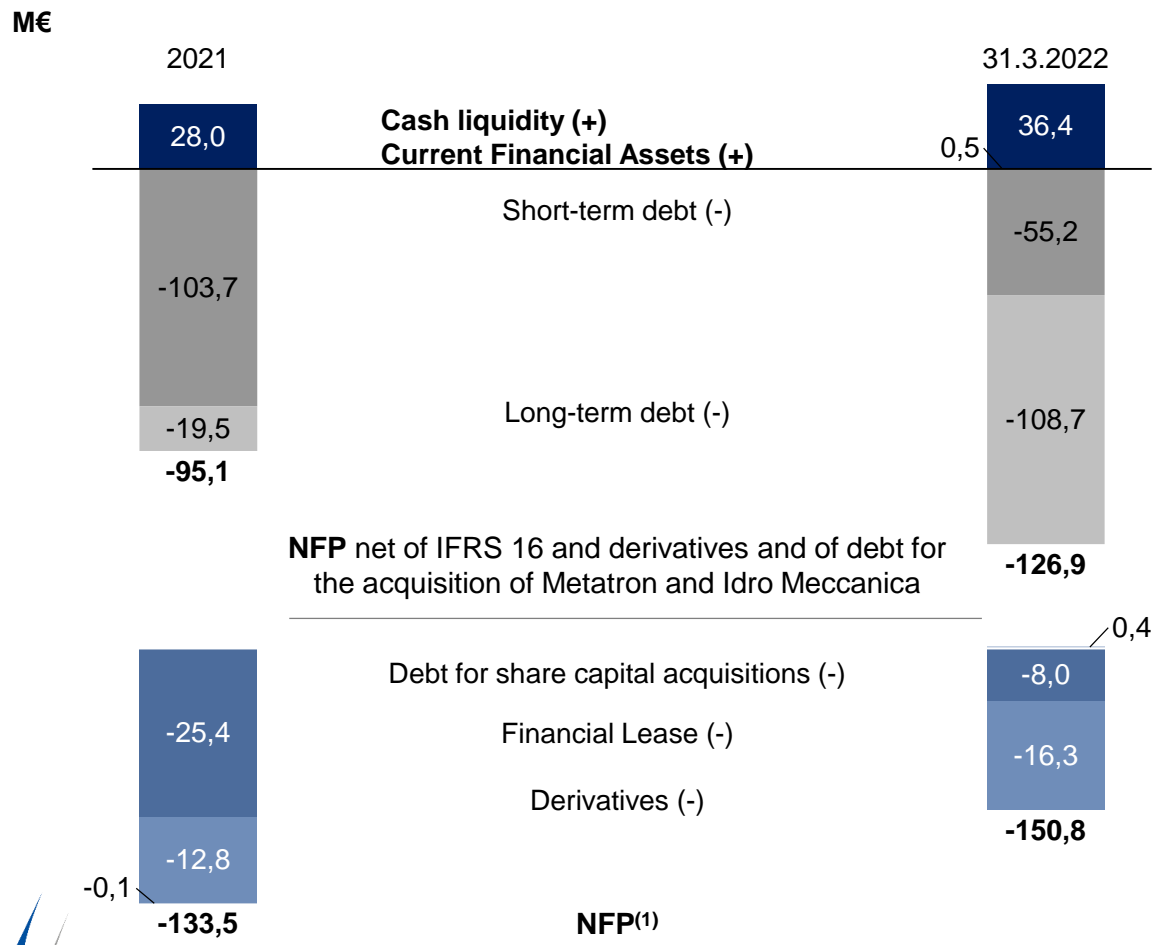 M€
2021
31.3.2022
28,0
Cash liquidity (+)
Current Financial Assets (+)
36,4
0,5
Short-term debt (-)
-55,2
-103,7
Long-term debt (-)
-19,5
-95,1
-108,7
NFP net of IFRS 16 and derivatives and of debt for
the acquisition of Metatron and Idro Meccanica
-126,9
0,4
Debt for share capital acquisitions (-)
-8,0
-25,4
Financial Lease (-)
-16,3
Derivatives (-)
-150,8
-12,8
-0,1
-133,5
NFP(1)